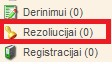 Derinimui (0)
Rezoliucijai (0)
Registracijai (0)